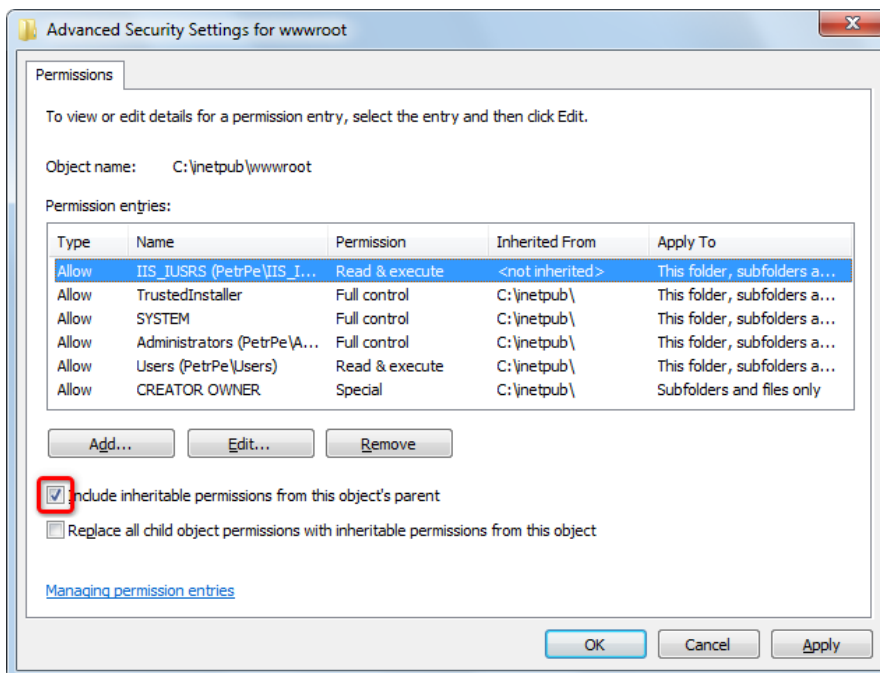 Advanced Security Settings for wwwroot
Permissions
To view or edit details for a permission entry, select the entry and then click Edit.
Object name: C:\inetpub\wwwroot
Permission entries:
Type Name Permission Inherited From Apply To
Allow IIS_IUSRS (PetrPe\IIS_I... Read & execute <not inherited> This folder, subfolders a...
Allow TrustedInstaller Full control C:\inetpub\ This folder, subfolders a...
Allow SYSTEM Full control C:\inetpub\ This folder, subfolders a...
Allow Administrators (PetrPe\A... Full control C:\inetpub\ This folder, subfolders a...
Allow Users (PetrPe\Users) Read & execute C:\inetpub\ This folder, subfolders a...
Allow CREATOR OWNER Special C:\inetpub\ Subfolders and files only
Add... Edit... Remove
Include inheritable permissions from this object's parent
Replace all child object permissions with inheritable permissions from this object
Managing permission entries
OK Cancel Apply